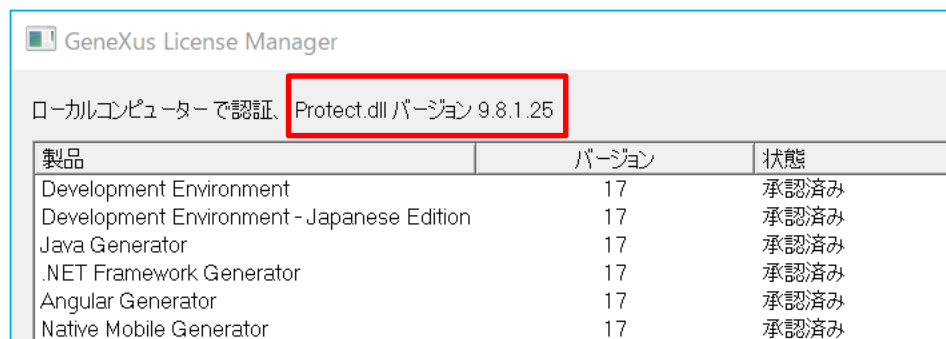 GeneXus License Manager
ローカルコンピューターで認証、 Protect.dll バージョン 9.8.1.25
製品 バージョン 状態
Development Environment 17 承認済み
Development Environment - Japanese Edition 17 承認済み
Java Generator 17 承認済み
.NET Framework Generator 17 承認済み
Angular Generator 17 承認済み
Native Mobile Generator 17 承認済み